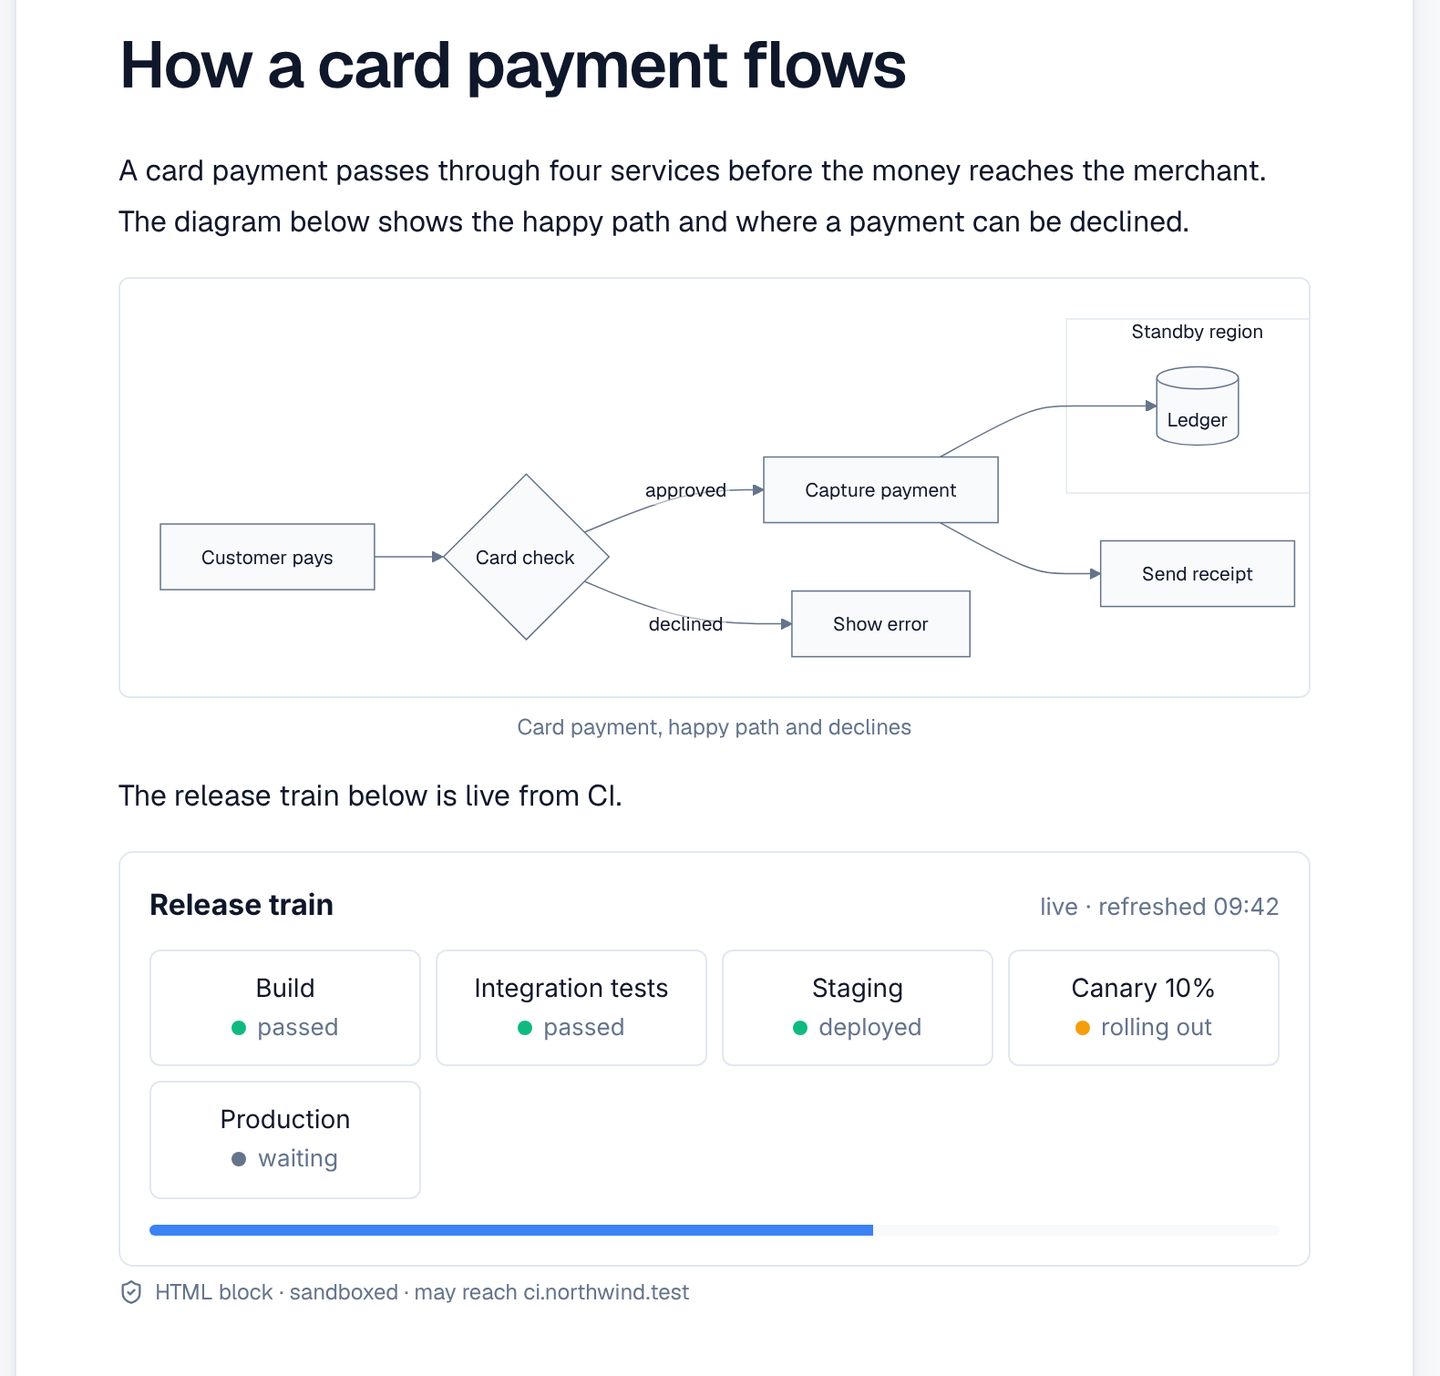 How a card payment flows
A card payment passes through four services before the money reaches the merchant.
The diagram below shows the happy path and where a payment can be declined.
Standby region
Ledger
approved
Capture payment
Customer pays
Card check
Send receipt
declined
Show error
Card payment, happy path and declines
The release train below is live from CI.
Release train
live · refreshed 09:42
Build
passed
Integration tests
passed
Staging
deployed
Canary 10%
rolling out
Production
waiting
HTML block · sandboxed · may reach ci.northwind.test